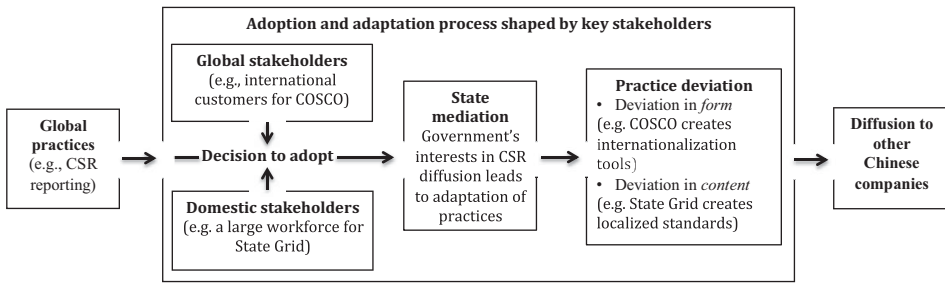 Adoption and adaptation process shaped by key stakeholders
Global
practices
(e.g., CSR
reporting)
Global stakeholders
(e.g., international
customers for COSCO)
Decision to adopt
Domestic stakeholders
(e.g. a large workforce for
State Grid)
State
mediation
Government's
interests in CSR
diffusion leads
to adaptation of
practices
Practice deviation
• Deviation in form
(e.g. COSCO creates
internationalization
tools)
• Deviation in content
(e.g. State Grid creates
localized standards)
Diffusion to
other
Chinese
companies